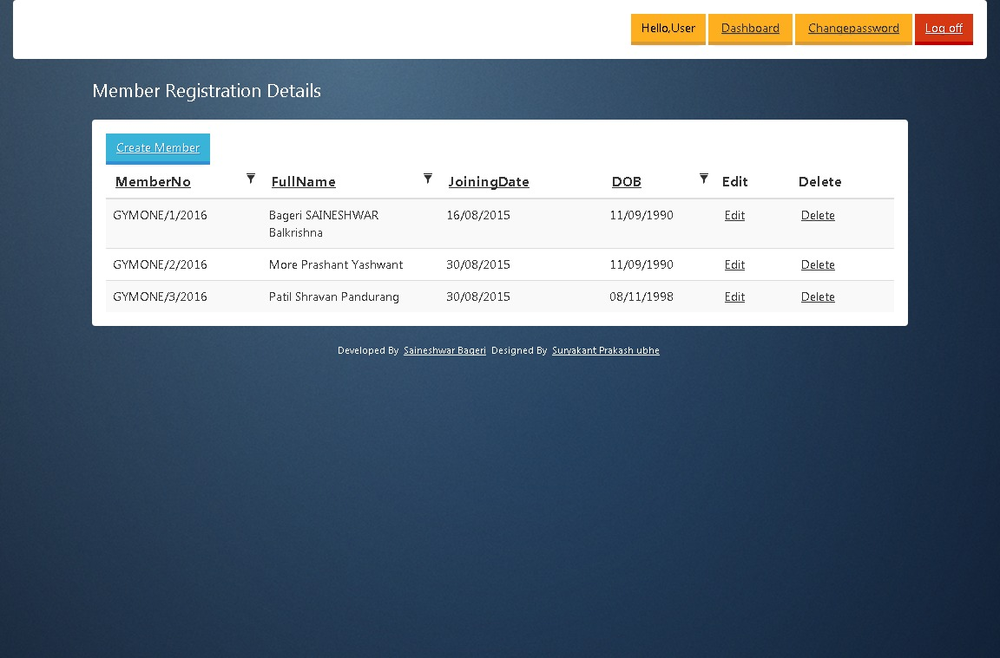 Hello,User Dashboard Changepassword Log off
Member Registration Details
Create Member
MemberNo FullName JoiningDate DOB Edit Delete
GYMONE/1/2016 Bageri SAINESHWAR 16/08/2015 11/09/1990 Edit Delete
Balkrishna
GYMONE/2/2016 More Prashant Yashwant 30/08/2015 11/09/1990 Edit Delete
GYMONE/3/2016 Patil Shravan Pandurang 30/08/2015 08/11/1998 Edit Delete
Developed By Saineshwar Bageri Designed By Suryakant Prakash ubhe